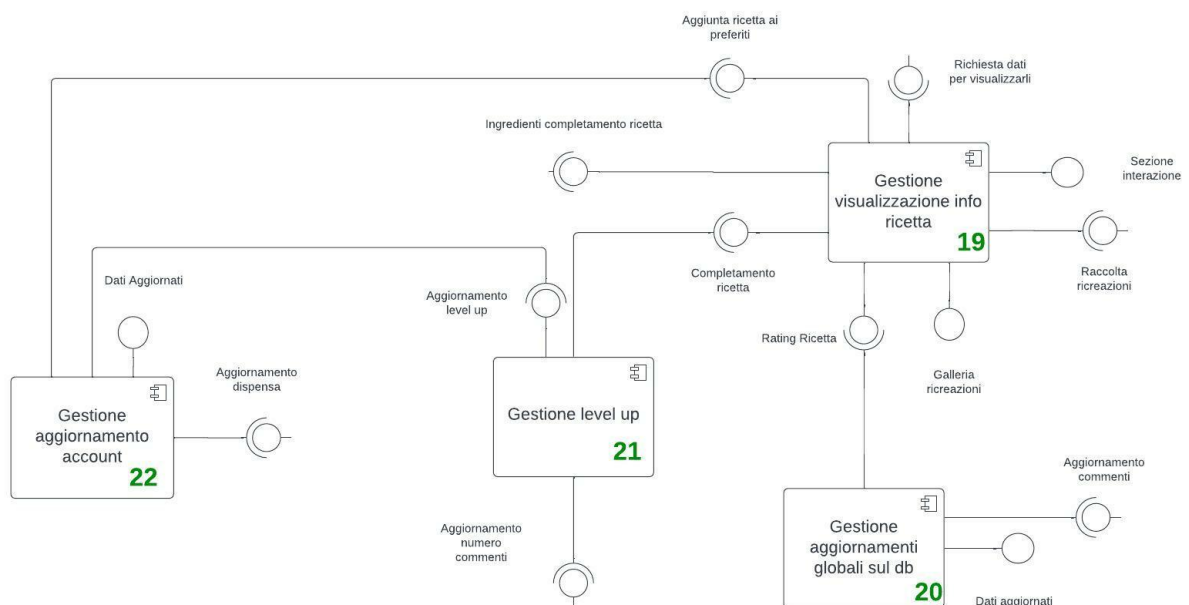 Aggiunta ricetta ai
preferiti
Richiesta dati
per visualizzarli
Ingredienti completamento ricetta
Gestione
visualizzazione info
ricetta
19
Sezione
interazione
Completamento
ricetta
Raccolta
ricreazioni
Dati Aggiornati
Aggiornamento
level up
Rating Ricetta
Galleria
ricreazioni
Aggiornamento
dispensa
Gestione
aggiornamento
account
22
Gestione level up
21
Aggiornamento
commenti
Aggiornamento
numero
commenti
Gestione
aggiornamenti
globali sul db
20
Dati aggiornati